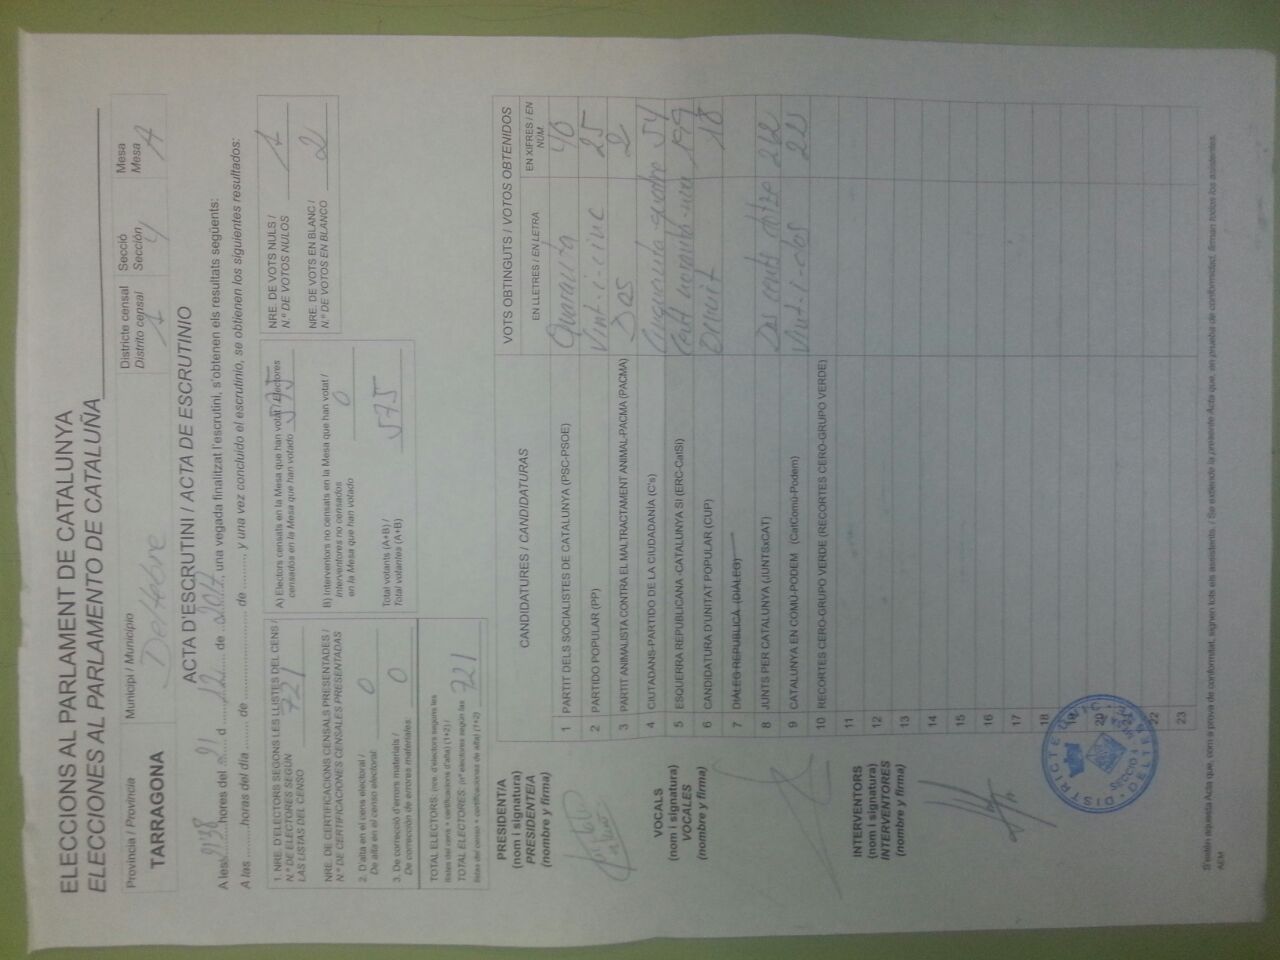 ELECCIONS AL PARLAMENT DE CATALUNYA
ELECCIONES AL PARLAMENTO DE CATALUÑA
Província / Provincia
TARRAGONA
Municipi / Municipio
Deltebre
Districte censal
Distrito censal
1
Secció
Sección
4
Mesa
Mesa
A
ACTA D'ESCRUTINI / ACTA DE ESCRUTINIO
A les hores del 21 d 12 de 2017, una vegada finalitzat l'escrutini, s'obtenen els resultats següents:
A las ........ horas del día ........ de ........ de ........ y una vez concluido el escrutinio, se obtienen los siguientes resultados:
1. NRE. D'ELECTORS SEGONS LES LLISTES DEL CENS /
N.º DE ELECTORES SEGÚN
LAS LISTAS DEL CENSO
721
NRE. DE CERTIFICACIONS CENSALS PRESENTADES /
N.º DE CERTIFICACIONES CENSALES PRESENTADAS
2. D'alta en el cens electoral /
De alta en el censo electoral:
0
3. De correcció d'errors materials /
De corrección de errores materiales:
0
TOTAL ELECTORS: (nre. d'electors segons les
llistes del cens + certificacions d'alta) (1+2) /
TOTAL ELECTORES: (nº electores según las
listas del censo + certificaciones de alta) (1+2)
721
A) Electors censats en la Mesa que han votat / Electores
censados en la Mesa que han votado 575
B) Interventors no censats en la Mesa que han votat /
Interventores no censados
en la Mesa que han votado
0
Total votants (A+B) /
Total votantes (A+B)
575
NRE. DE VOTS NULS /
N.º DE VOTOS NULOS
1
NRE. DE VOTS EN BLANC /
N.º DE VOTOS EN BLANCO
2
CANDIDATURES / CANDIDATURAS
VOTS OBTINGUTS / VOTOS OBTENIDOS
EN LLETRES / EN LETRA
EN XIFRES / EN NÚM.
1 PARTIT DELS SOCIALISTES DE CATALUNYA (PSC-PSOE) Quaranta 40
2 PARTIDO POPULAR (PP) Vint-i-cinc 25
3 PARTIT ANIMALISTA CONTRA EL MALTRACTAMENT ANIMAL-PACMA (PACMA) Dos 2
4 CIUTADANS-PARTIDO DE LA CIUDADANÍA (C's) Cinquanta-quatre 54
5 ESQUERRA REPUBLICANA-CATALUNYA SÍ (ERC-CatSí) Cent noranta-nou 199
6 CANDIDATURA D'UNITAT POPULAR (CUP) Divuit 18
7 DIÀLEG REPUBLICÀ (DIÀLEG)
8 JUNTS PER CATALUNYA (JUNTSxCAT) Dos cents
9 CATALUNYA EN COMÚ-PODEM (CatComú-Podem) Vint-i-dos 22
10 RECORTES CERO-GRUPO VERDE (RECORTES CERO-GRUPO VERDE)
11
12
13
14
15
16
17
18
19
20
21
22
23
PRESIDENT/A
(nom i signatura)
PRESIDENTE/A
(nombre y firma)
VOCALS
(nom i signatura)
VOCALES
(nombre y firma)
INTERVENTORS
(nom i signatura)
INTERVENTORES
(nombre y firma)
S'estén aquesta Acta que, com a prova de conformitat, signen tots els assistents. / Se extiende la presente Acta que, en prueba de conformidad, firman todos los asistentes.